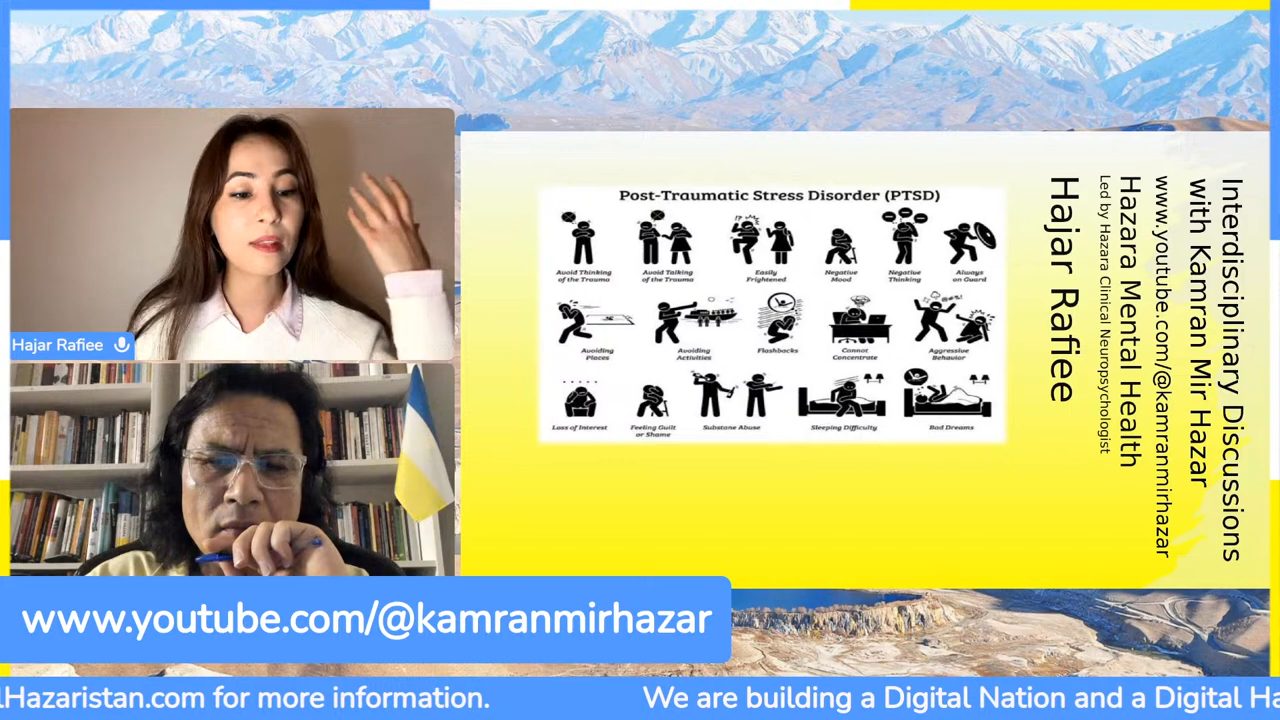 Hajar Rafiee
Post-Traumatic Stress Disorder (PTSD)
Avoid Thinking
of the Trauma
Avoid Talking
of the Trauma
Easily
Frightened
Negative
Mood
Negative
Thinking
Always
on Guard
Avoiding
Places
Avoiding
Activities
Flashbacks
Cannot
Concentrate
Aggressive
Behavior
Loss of Interest
Feeling Guilt
or Shame
Substane Abuse
Sleeping Difficulty
Bad Dreams
Interdisciplinary Discussions
with Kamran Mir Hazar
www.youtube.com/@kamranmirhazar
Hazara Mental Health
Led by Hazara Clinical Neuropsychologist
Hajar Rafiee
www.youtube.com/@kamranmirhazar
lHazaristan.com for more information. We are building a Digital Nation and a Digital Ha